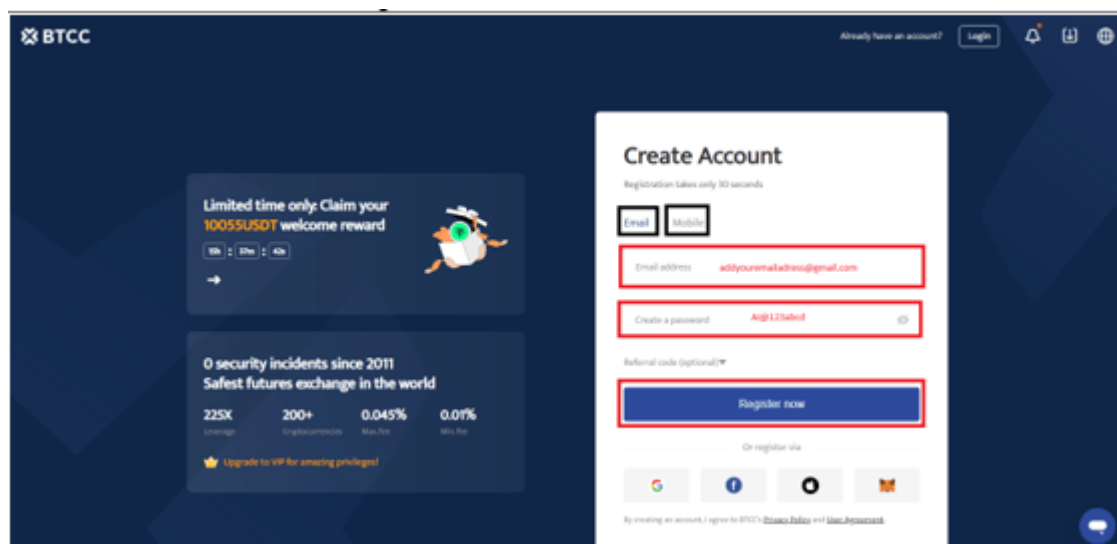 BTCC
Already have an account? Login
Limited time only: Claim your
10055USDT welcome reward
15h : 37m : 42s
0 security incidents since 2011
Safest futures exchange in the world
225X 200+ 0.045% 0.01%
Leverage Cryptocurrencies Max Fee Min Fee
Upgrade to VIP for amazing privileges!
Create Account
Registration takes only 30 seconds
Email Mobile
Email address addyouremailadress@gmail.com
Create a password
Referral code (optional)
Register now
Or register via
By creating an account, I agree to BTCC's Privacy Policy and User Agreement.